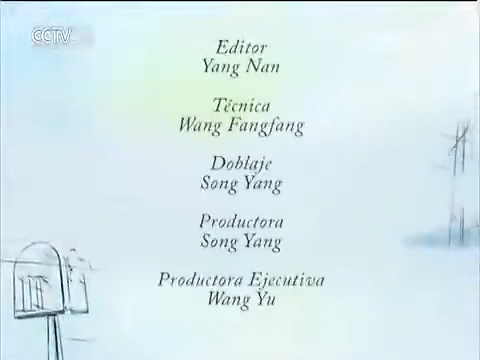 CCTV
Editor
Yang Nan
Técnica
Wang Fangfang
Doblaje
Song Yang
Productora
Song Yang
Productora Ejecutiva
Wang Yu